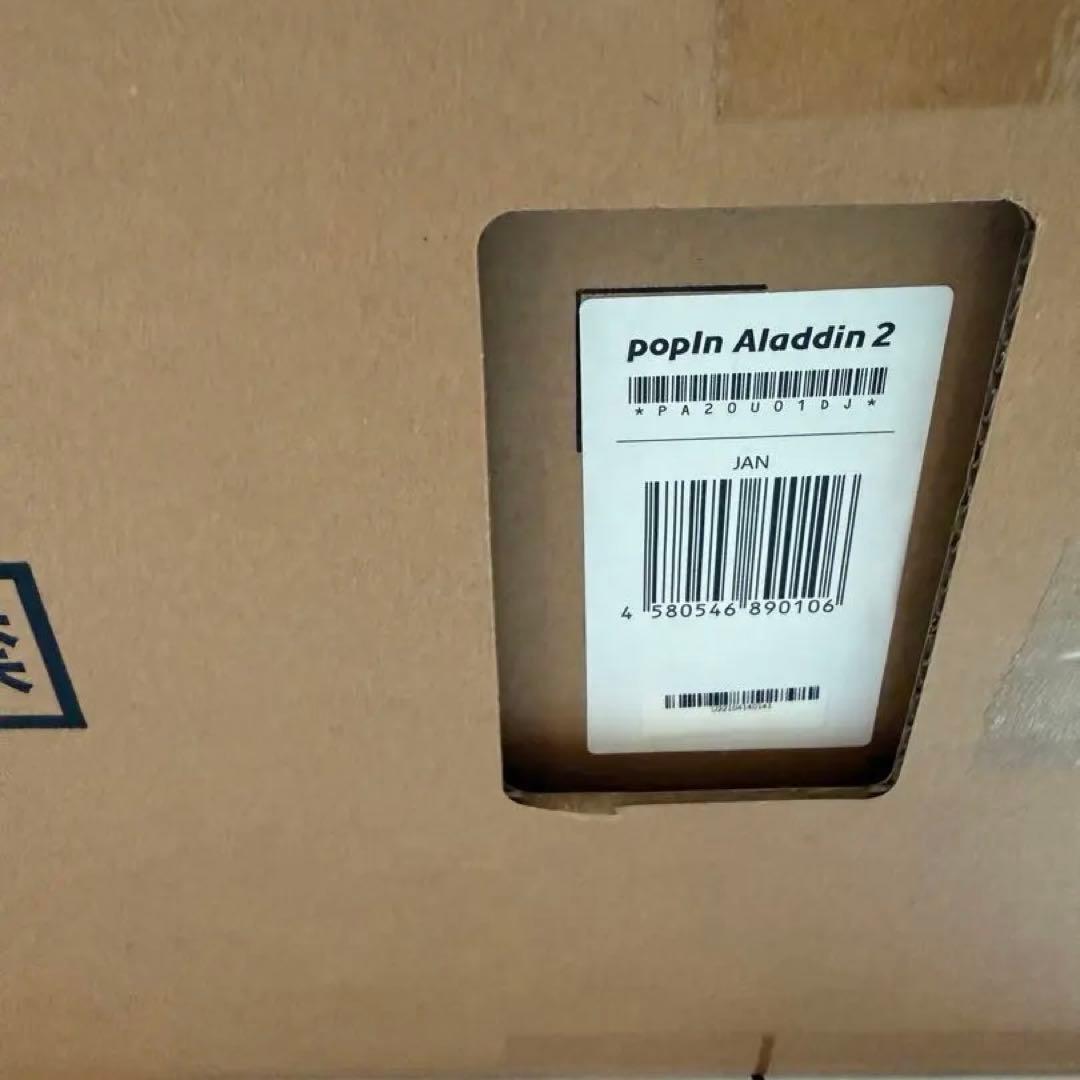 popIn Aladdin 2
*PA20U01DJ*
JAN
4 580546 890106